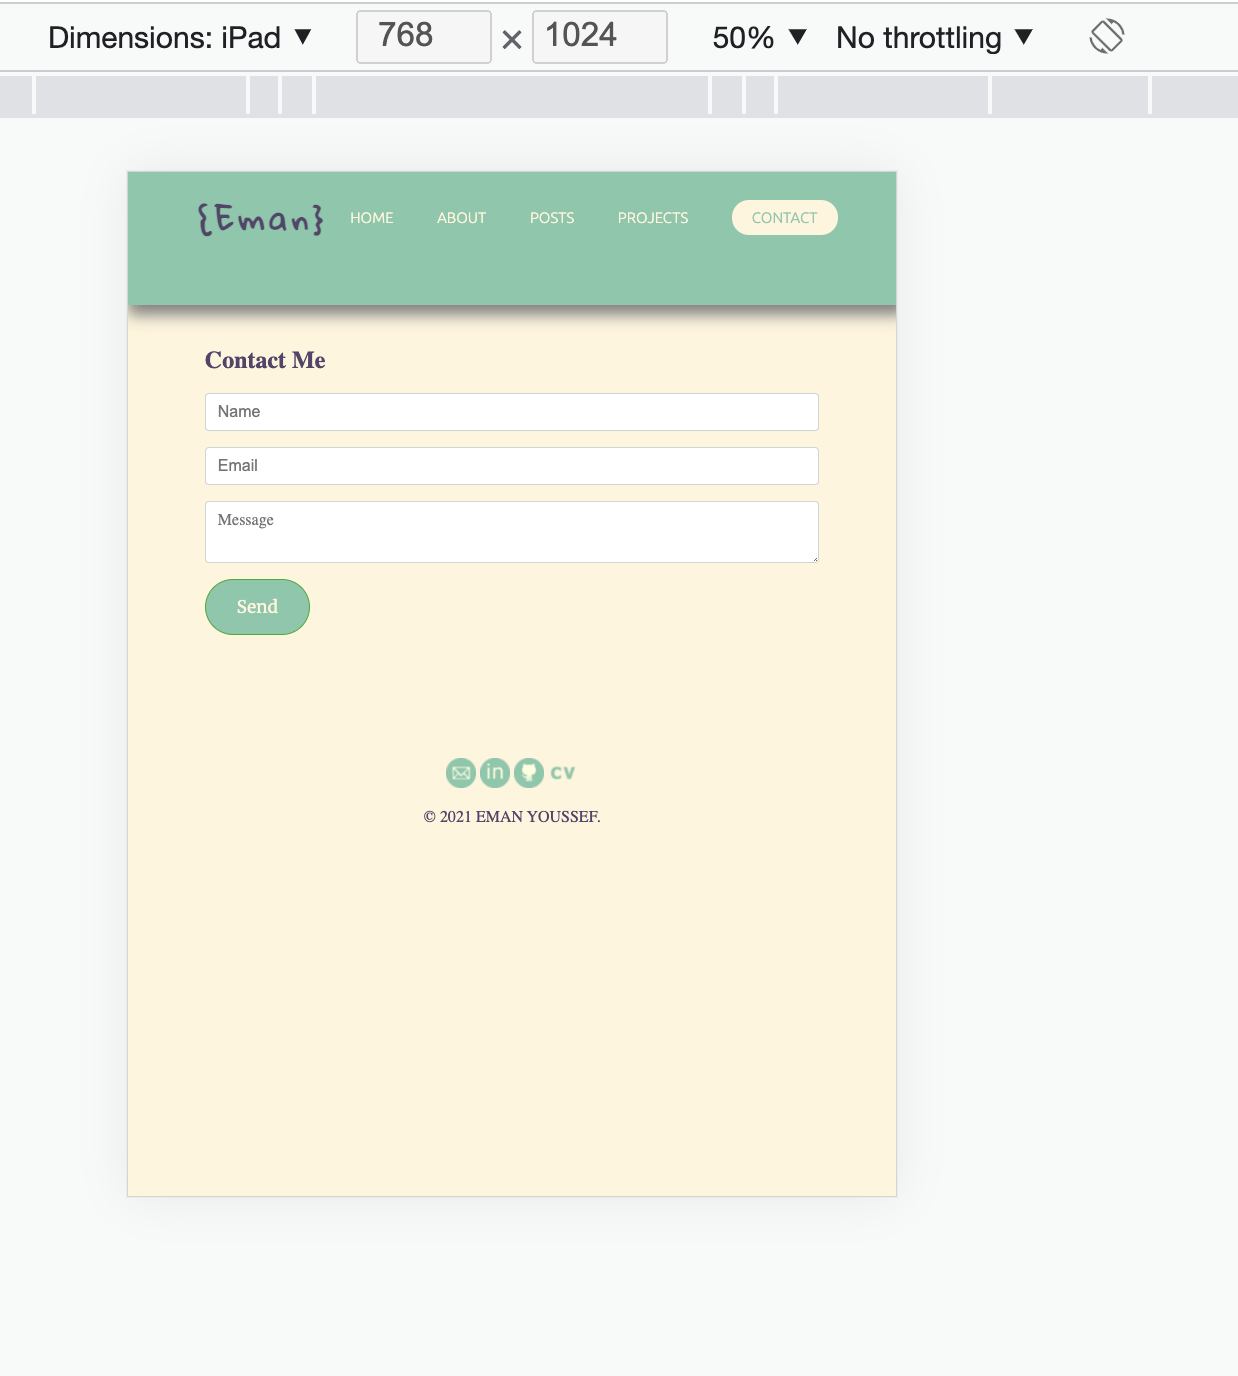 Dimensions: iPad ▼ 768 × 1024 50% ▼ No throttling ▼
{Eman} HOME ABOUT POSTS PROJECTS CONTACT
Contact Me
Name
Email
Message
Send
in cv
© 2021 EMAN YOUSSEF.